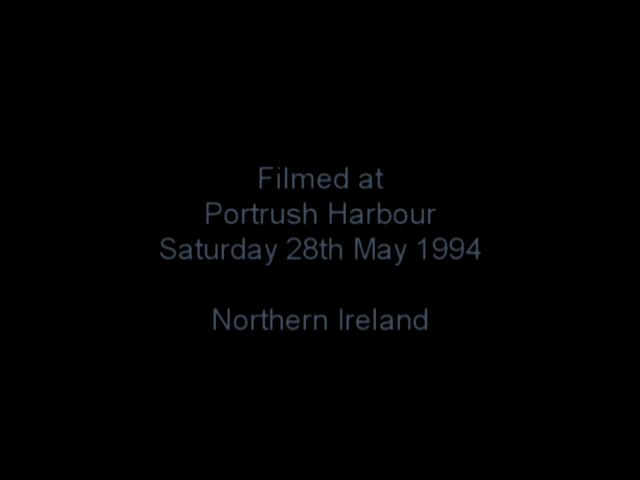 Filmed at
Portrush Harbour
Saturday 28th May 1994
Northern Ireland